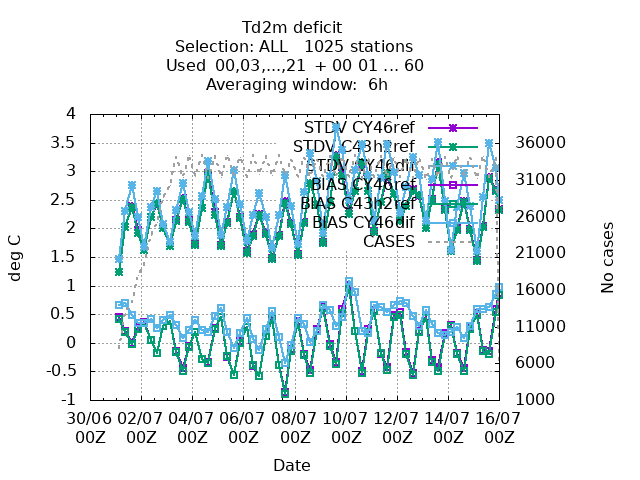 Td2m deficit
Selection: ALL   1025 stations
Used  00,03,...,21  + 00 01 ... 60
Averaging window:  6h
STDV CY46ref
STDV C43h2ref
STDV CY46dif
BIAS CY46ref
BIAS C43h2ref
BIAS CY46dif
CASES
4
3.5
3
2.5
2
1.5
1
0.5
0
-0.5
-1
deg C
36000
31000
26000
21000
16000
11000
6000
1000
No cases
30/06 02/07 04/07 06/07 08/07 10/07 12/07 14/07 16/07
00Z 00Z 00Z 00Z 00Z 00Z 00Z 00Z 00Z
Date